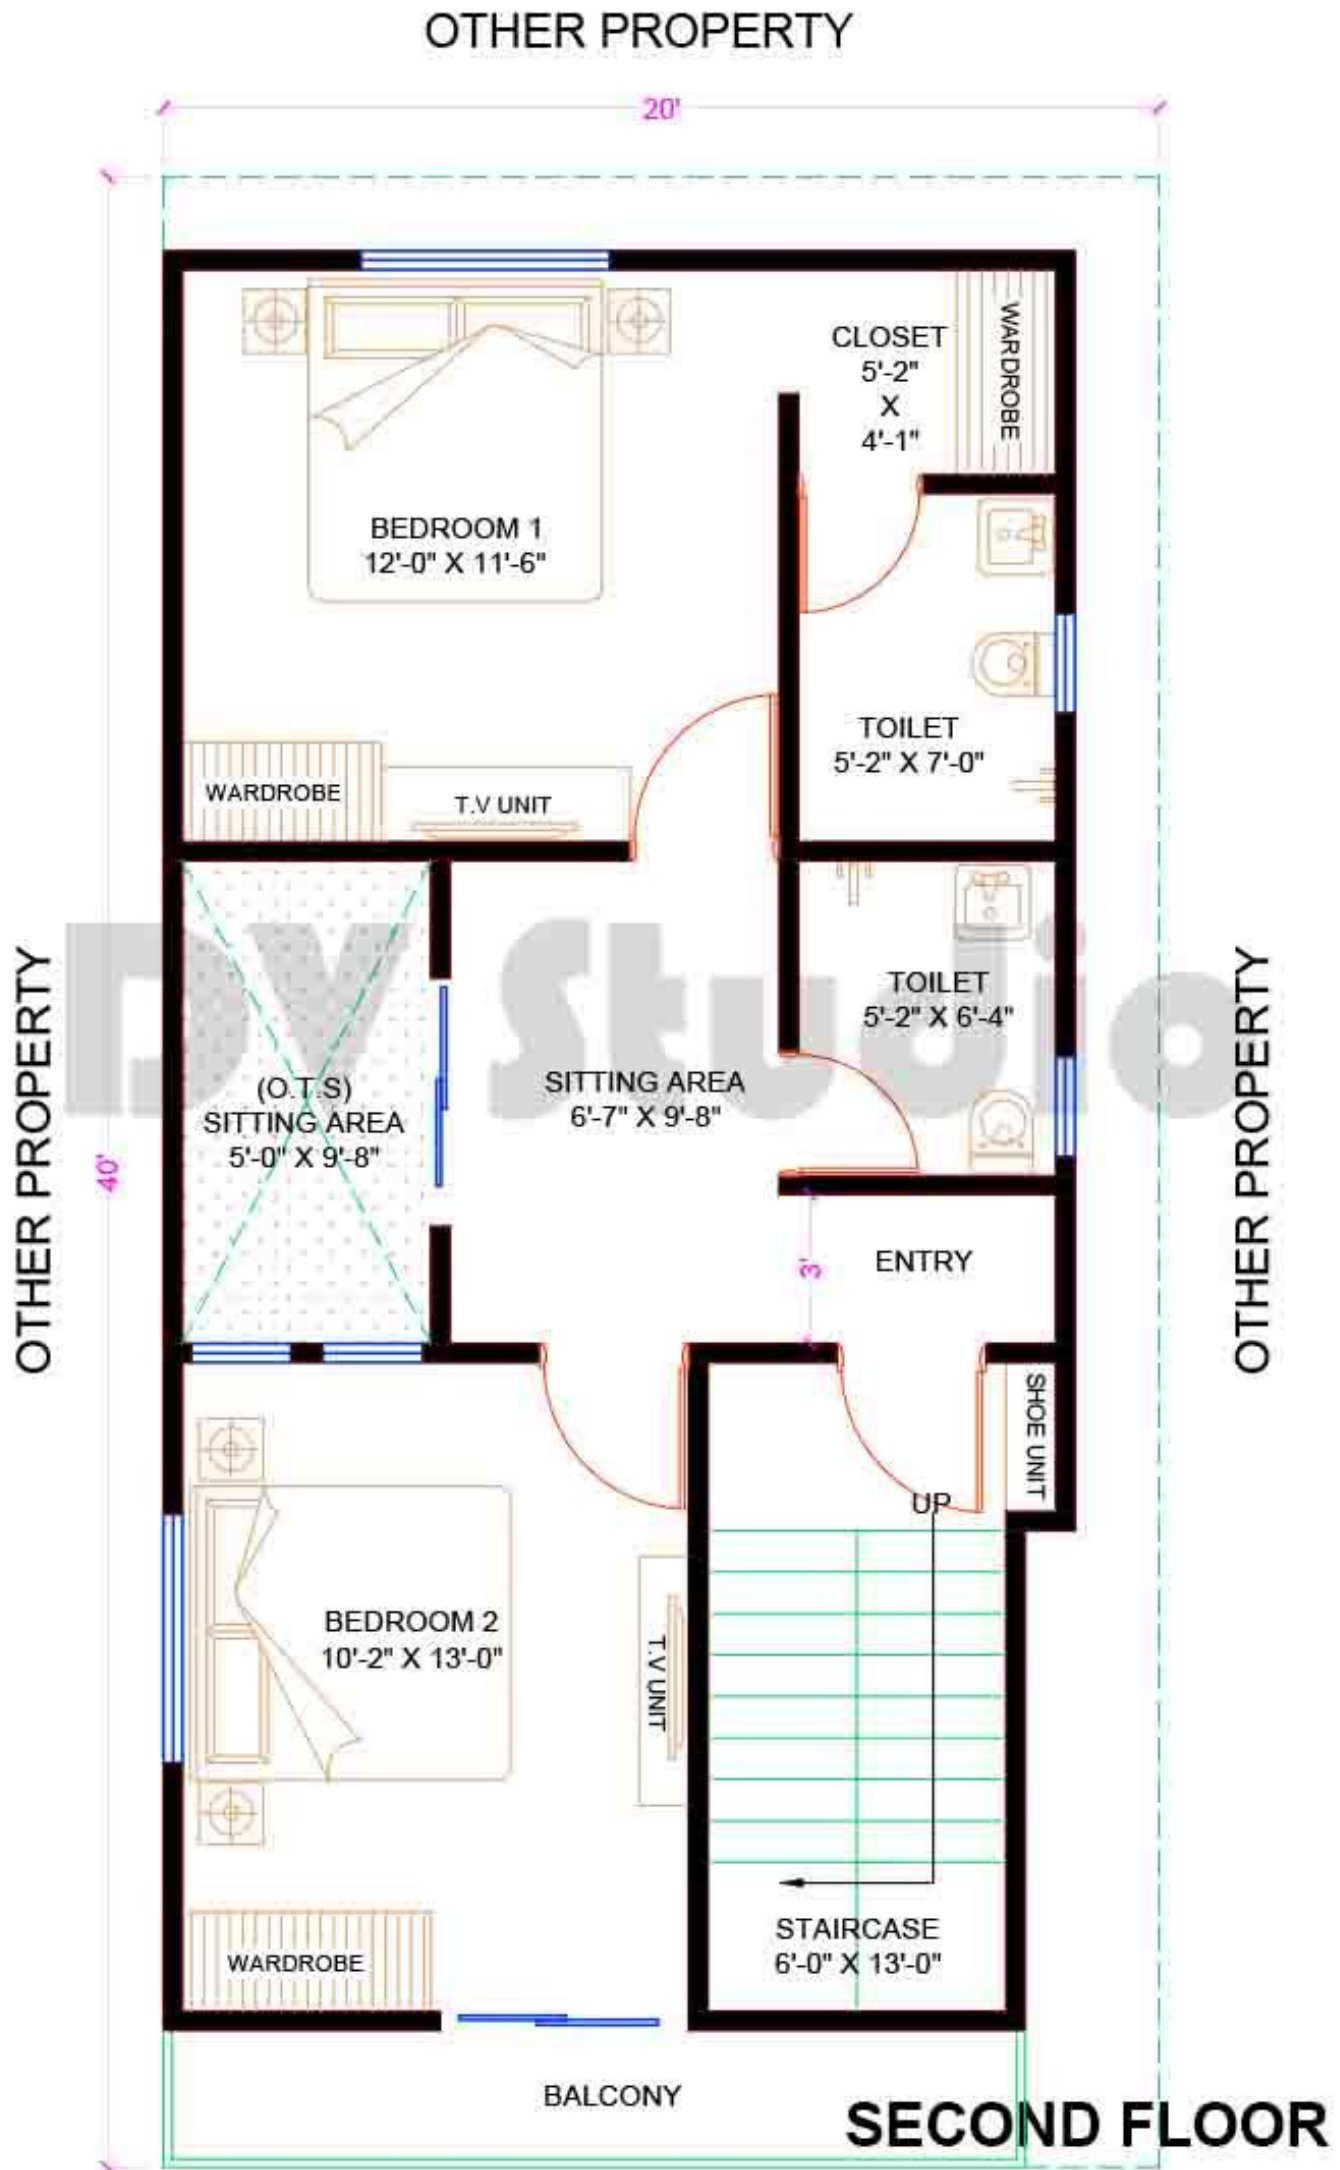 OTHER PROPERTY
20'
CLOSET
5'-2"
X
4'-1"
WARDROBE
BEDROOM 1
12'-0" X 11'-6"
TOILET
5'-2" X 7'-0"
WARDROBE
T.V UNIT
DV Studio
TOILET
5'-2" X 6'-4"
OTHER PROPERTY
40'
(O.T.S)
SITTING AREA
5'-0" X 9'-8"
SITTING AREA
6'-7" X 9'-8"
OTHER PROPERTY
3'
ENTRY
SHOE UNIT
UP
BEDROOM 2
10'-2" X 13'-0"
T.V UNIT
STAIRCASE
6'-0" X 13'-0"
WARDROBE
BALCONY
SECOND FLOOR